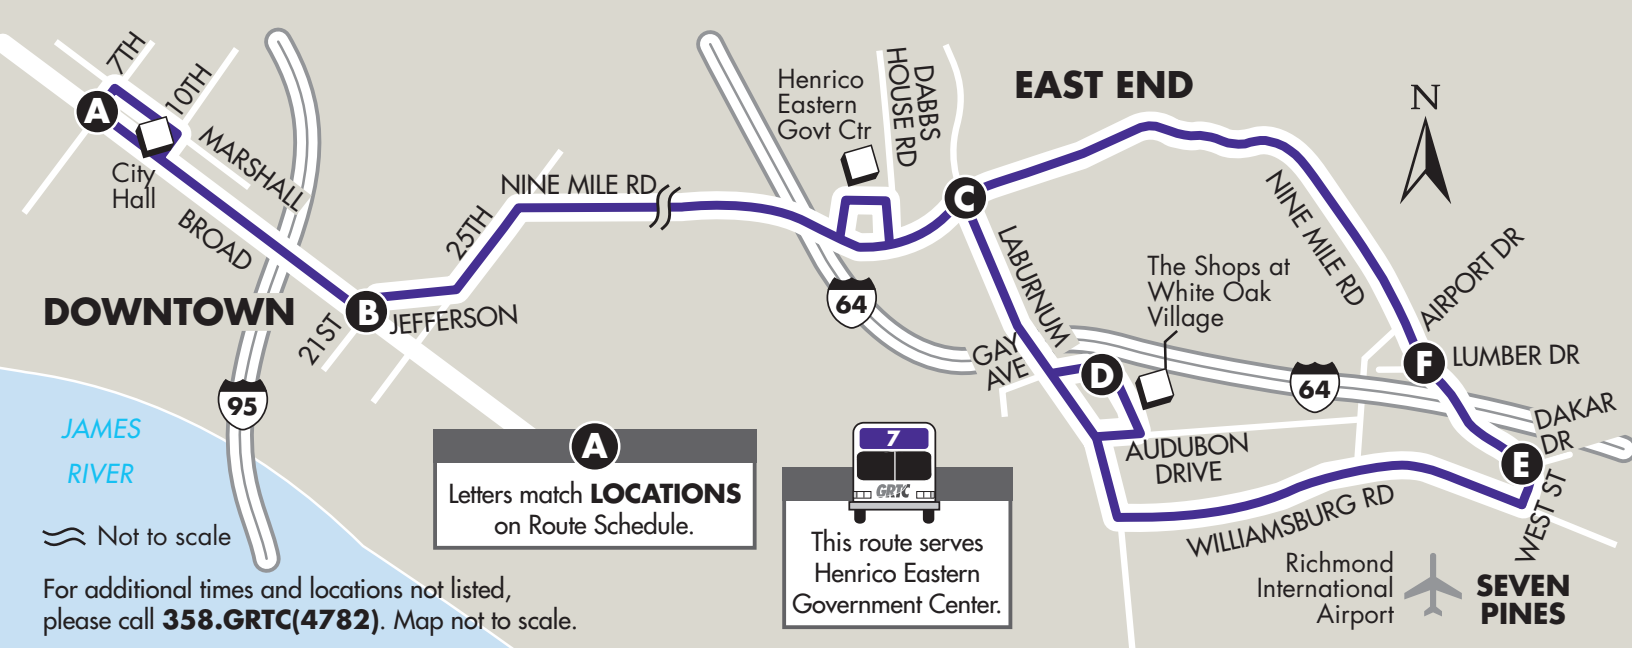 7TH
A
10TH
City
Hall
MARSHALL
BROAD
DOWNTOWN
21ST
B
JEFFERSON
25TH
NINE MILE RD
95
JAMES
RIVER
Not to scale
For additional times and locations not listed,
please call 358.GRTC(4782). Map not to scale.
A
Letters match LOCATIONS
on Route Schedule.
7
GRTC
This route serves
Henrico Eastern
Government Center.
Henrico
Eastern
Govt Ctr
DABBS
HOUSE RD
64
C
EAST END
N
LABURNUM
GAY
AVE
D
The Shops at
White Oak
Village
AUDUBON
DRIVE
64
NINE MILE RD
AIRPORT DR
F
LUMBER DR
DAKAR
DR
E
WEST ST
WILLIAMSBURG RD
Richmond
International
Airport
SEVEN
PINES